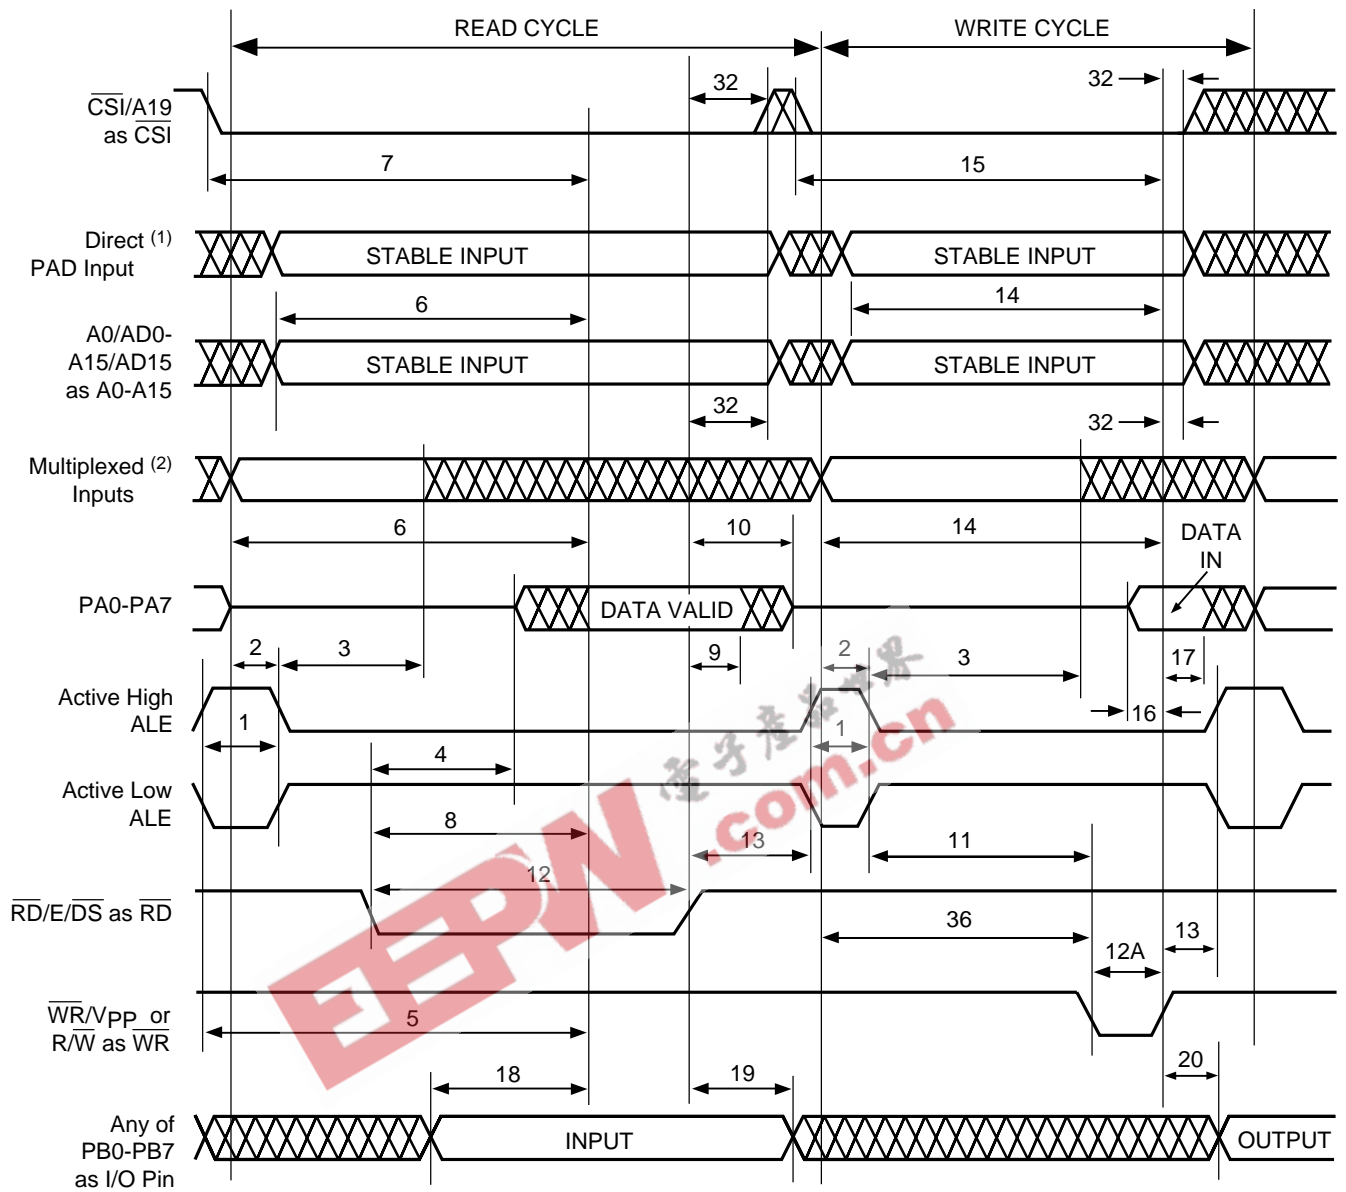 READ CYCLE
WRITE CYCLE
CSI/A19
as CSI
32
32
7
15
Direct (1)
PAD Input
STABLE INPUT
STABLE INPUT
6
14
A0/AD0-
A15/AD15
as A0-A15
STABLE INPUT
STABLE INPUT
32
32
Multiplexed (2)
Inputs
6
10
14
DATA
IN
PA0-PA7
DATA VALID
2
3
9
2
3
17
Active High
ALE
1
1
16
4
Active Low
ALE
8
13
11
12
RD/E/DS as RD
36
13
12A
WR/VPP or
R/W as WR
5
18
19
20
Any of
PB0-PB7
as I/O Pin
INPUT
OUTPUT
EEPW
電子產品世界
.com.cn